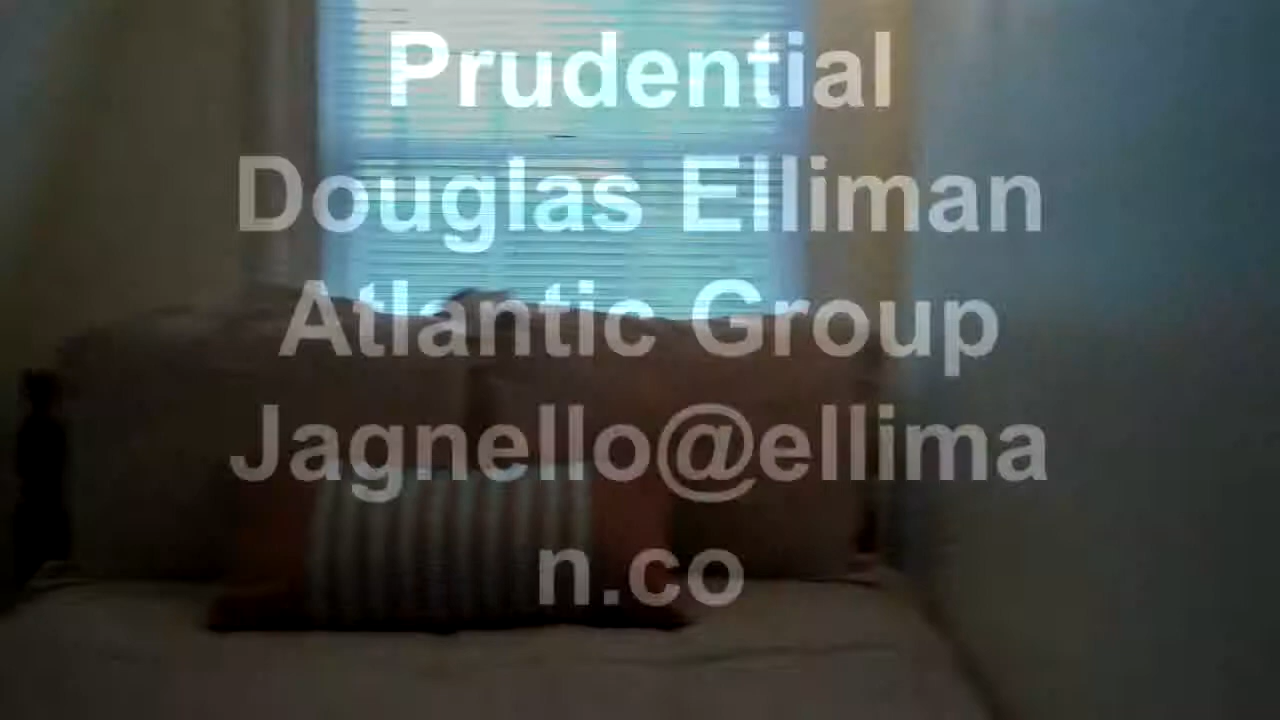 Prudential
Douglas Elliman
Atlantic Group
Jagnello@ellima
n.co